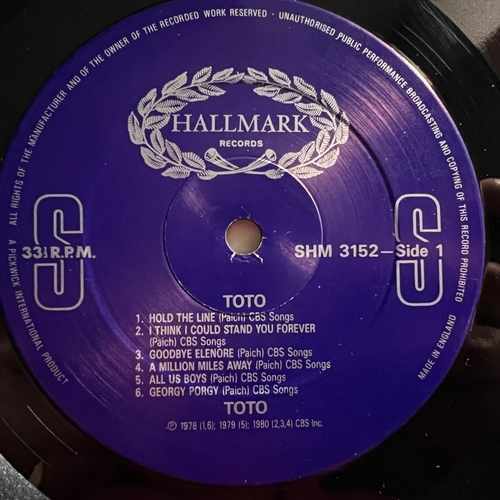 ALL RIGHTS OF THE MANUFACTURER AND OF THE OWNER OF THE RECORDED WORK RESERVED - UNAUTHORISED PUBLIC PERFORMANCE BROADCASTING AND COPYING OF THIS RECORD PROHIBITED
HALLMARK
RECORDS
S S
33⅓ R.P.M.
SHM 3152—Side 1
TOTO
1. HOLD THE LINE (Paich) CBS Songs
2. I THINK I COULD STAND YOU FOREVER
(Paich) CBS Songs
3. GOODBYE ELENORE (Paich) CBS Songs
4. A MILLION MILES AWAY (Paich) CBS Songs
5. ALL US BOYS (Paich) CBS Songs
6. GEORGY PORGY (Paich) CBS Songs
TOTO
℗ 1978 (1,6); 1979 (5); 1980 (2,3,4) CBS Inc.
A PICKWICK INTERNATIONAL PRODUCT
MADE IN ENGLAND